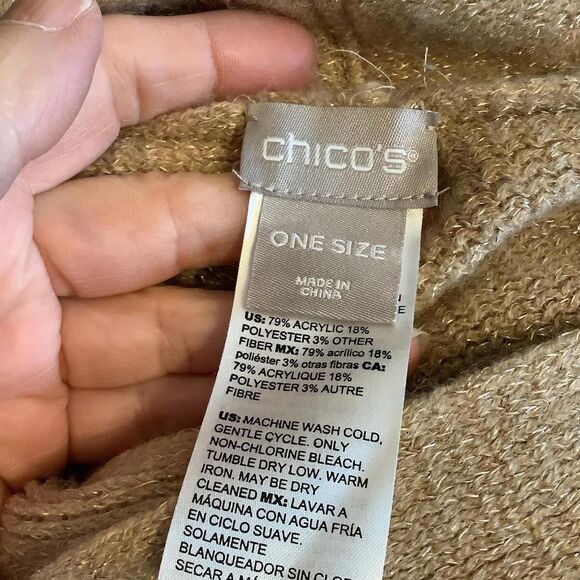 chico's®
ONE SIZE
MADE IN
CHINA
N
E
US: 79% ACRYLIC 18%
POLYESTER 3% OTHER
FIBER MX: 79% acrílico 18%
poliéster 3% otras fibras CA:
79% ACRYLIQUE 18%
POLYESTER 3% AUTRE
FIBRE
US: MACHINE WASH COLD,
GENTLE CYCLE. ONLY
NON-CHLORINE BLEACH.
TUMBLE DRY LOW. WARM
IRON. MAY BE DRY
CLEANED MX: LAVAR A
MÁQUINA CON AGUA FRÍA
EN CICLO SUAVE.
SOLAMENTE
BLANQUEADOR SIN CLOR
SECAR A M